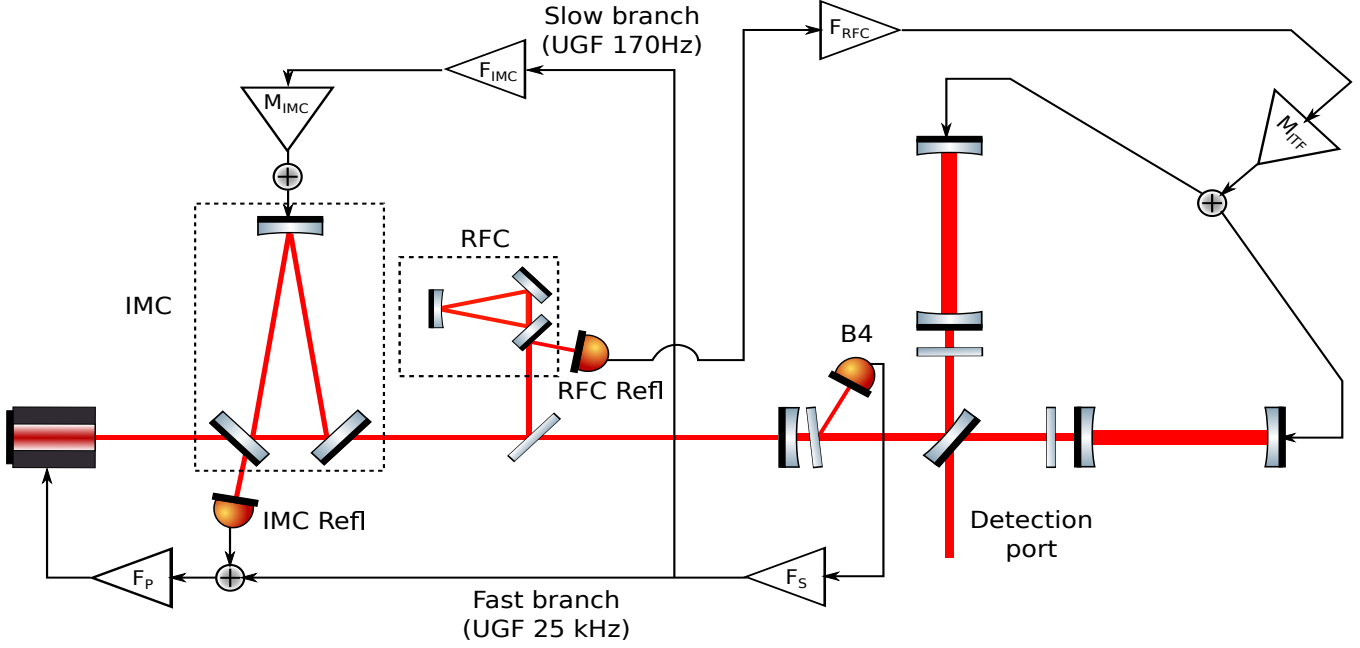 Slow branch
(UGF 170Hz)
F_RFC
F_IMC
M_IMC
M_ITF
RFC
IMC
B4
RFC Refl
IMC Refl
Detection
port
F_P
F_S
Fast branch
(UGF 25 kHz)